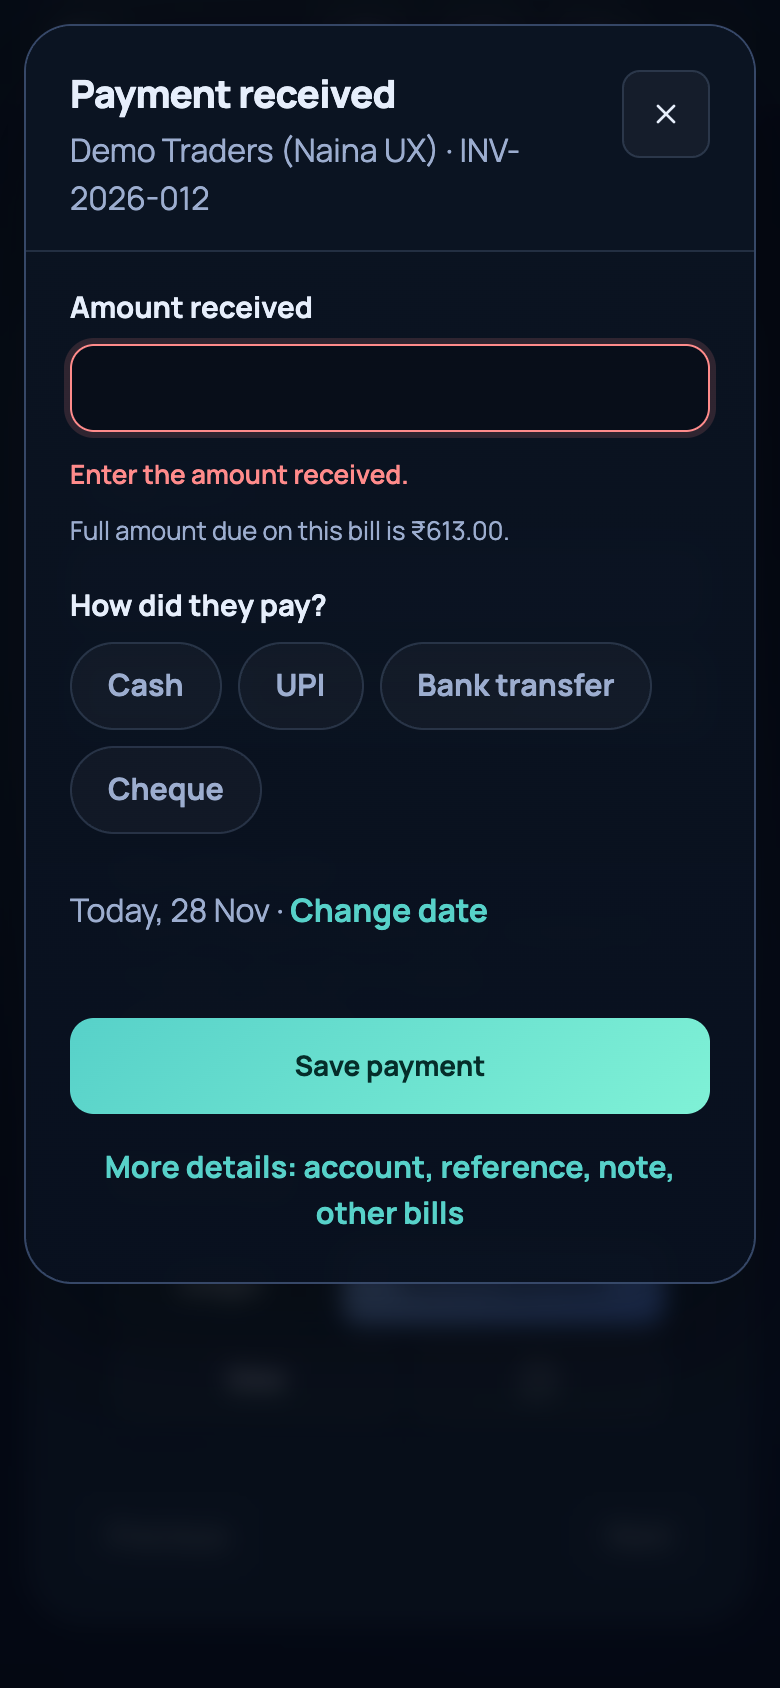 Payment received
Demo Traders (Naina UX) · INV-
2026-012
Amount received
Enter the amount received.
Full amount due on this bill is ₹613.00.
How did they pay?
Cash UPI Bank transfer
Cheque
Today, 28 Nov · Change date
Save payment
More details: account, reference, note,
other bills